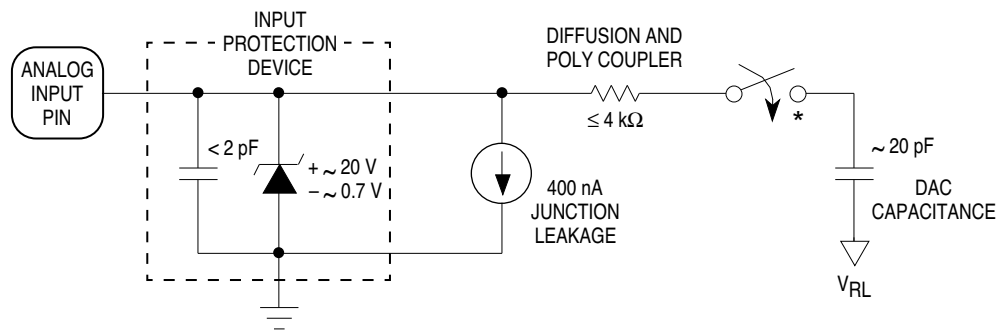 ANALOG
INPUT
PIN
INPUT
PROTECTION
DEVICE
< 2 pF
+ ~ 20 V
– ~ 0.7 V
400 nA
JUNCTION
LEAKAGE
DIFFUSION AND
POLY COUPLER
≤ 4 kΩ
*
~ 20 pF
DAC
CAPACITANCE
VRL